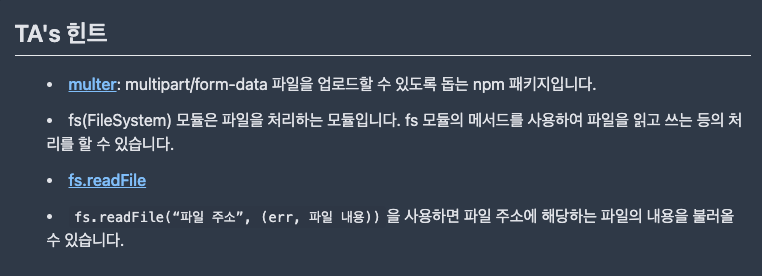 TA's 힌트
• multer: multipart/form-data 파일을 업로드할 수 있도록 돕는 npm 패키지입니다.
• fs(FileSystem) 모듈은 파일을 처리하는 모듈입니다. fs 모듈의 메서드를 사용하여 파일을 읽고 쓰는 등의 처
리를 할 수 있습니다.
• fs.readFile
• fs.readFile(“파일 주소”, (err, 파일 내용)) 을 사용하면 파일 주소에 해당하는 파일의 내용을 불러올
수 있습니다.